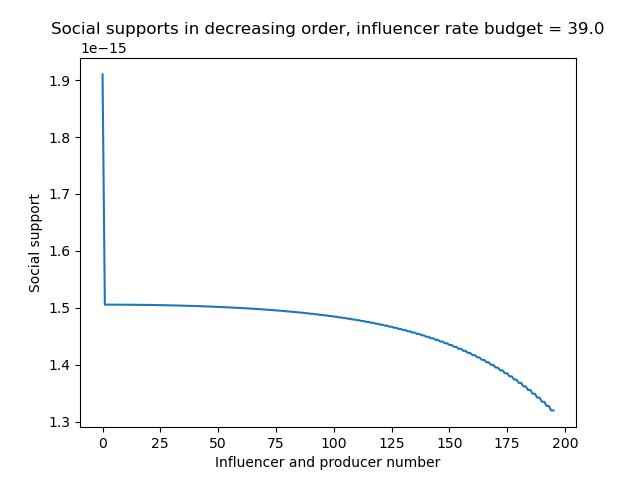 Social supports in decreasing order, influencer rate budget = 39.0
1e−15
1.9
1.8
1.7
1.6
1.5
1.4
1.3
Social support
0 25 50 75 100 125 150 175 200
Influencer and producer number